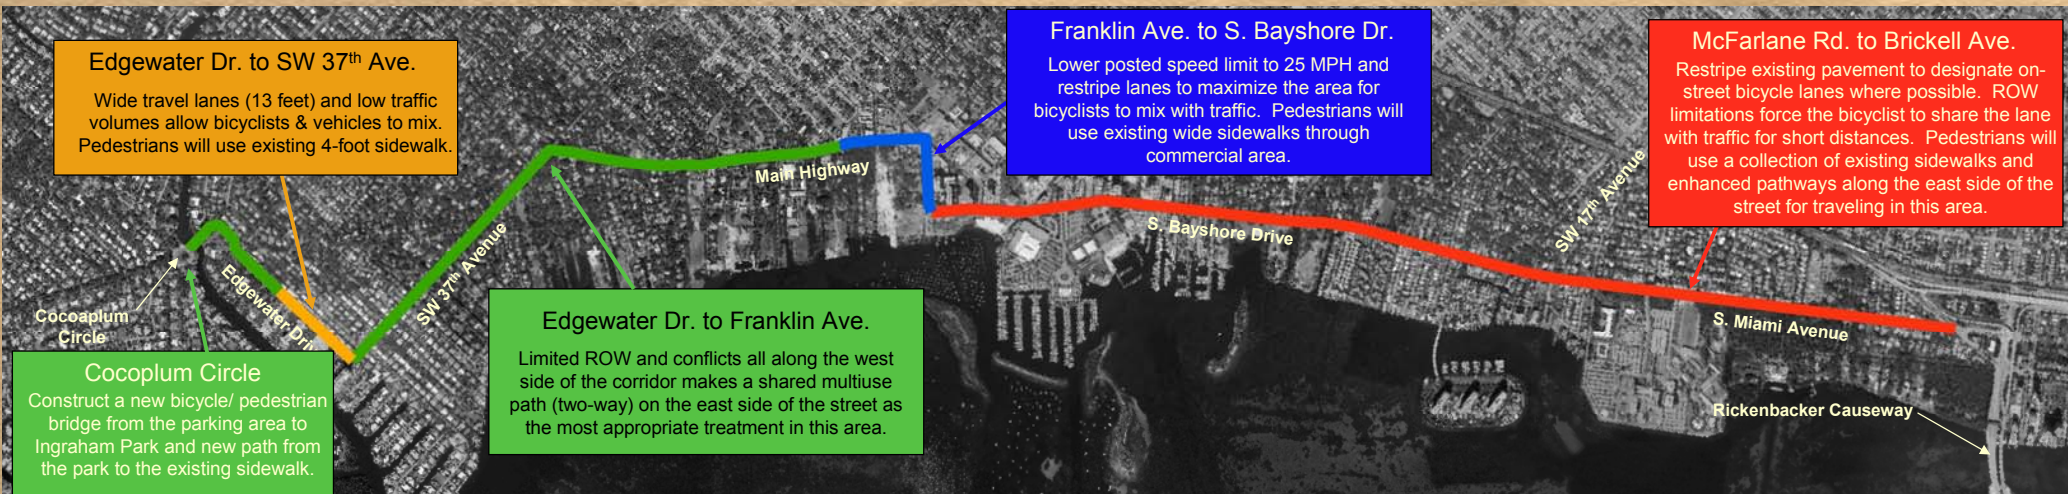 Edgewater Dr. to SW 37th Ave.
Wide travel lanes (13 feet) and low traffic
volumes allow bicyclists & vehicles to mix.
Pedestrians will use existing 4-foot sidewalk.
Franklin Ave. to S. Bayshore Dr.
Lower posted speed limit to 25 MPH and
restripe lanes to maximize the area for
bicyclists to mix with traffic. Pedestrians will
use existing wide sidewalks through
commercial area.
McFarlane Rd. to Brickell Ave.
Restripe existing pavement to designate on-
street bicycle lanes where possible. ROW
limitations force the bicyclist to share the lane
with traffic for short distances. Pedestrians will
use a collection of existing sidewalks and
enhanced pathways along the east side of the
street for traveling in this area.
Main Highway
SW 37th Avenue
S. Bayshore Drive
SW 17th Avenue
S. Miami Avenue
Rickenbacker Causeway
Edgewater Driv
Cocoaplum
Circle
Cocoplum Circle
Construct a new bicycle/ pedestrian
bridge from the parking area to
Ingraham Park and new path from
the park to the existing sidewalk.
Edgewater Dr. to Franklin Ave.
Limited ROW and conflicts all along the west
side of the corridor makes a shared multiuse
path (two-way) on the east side of the street as
the most appropriate treatment in this area.